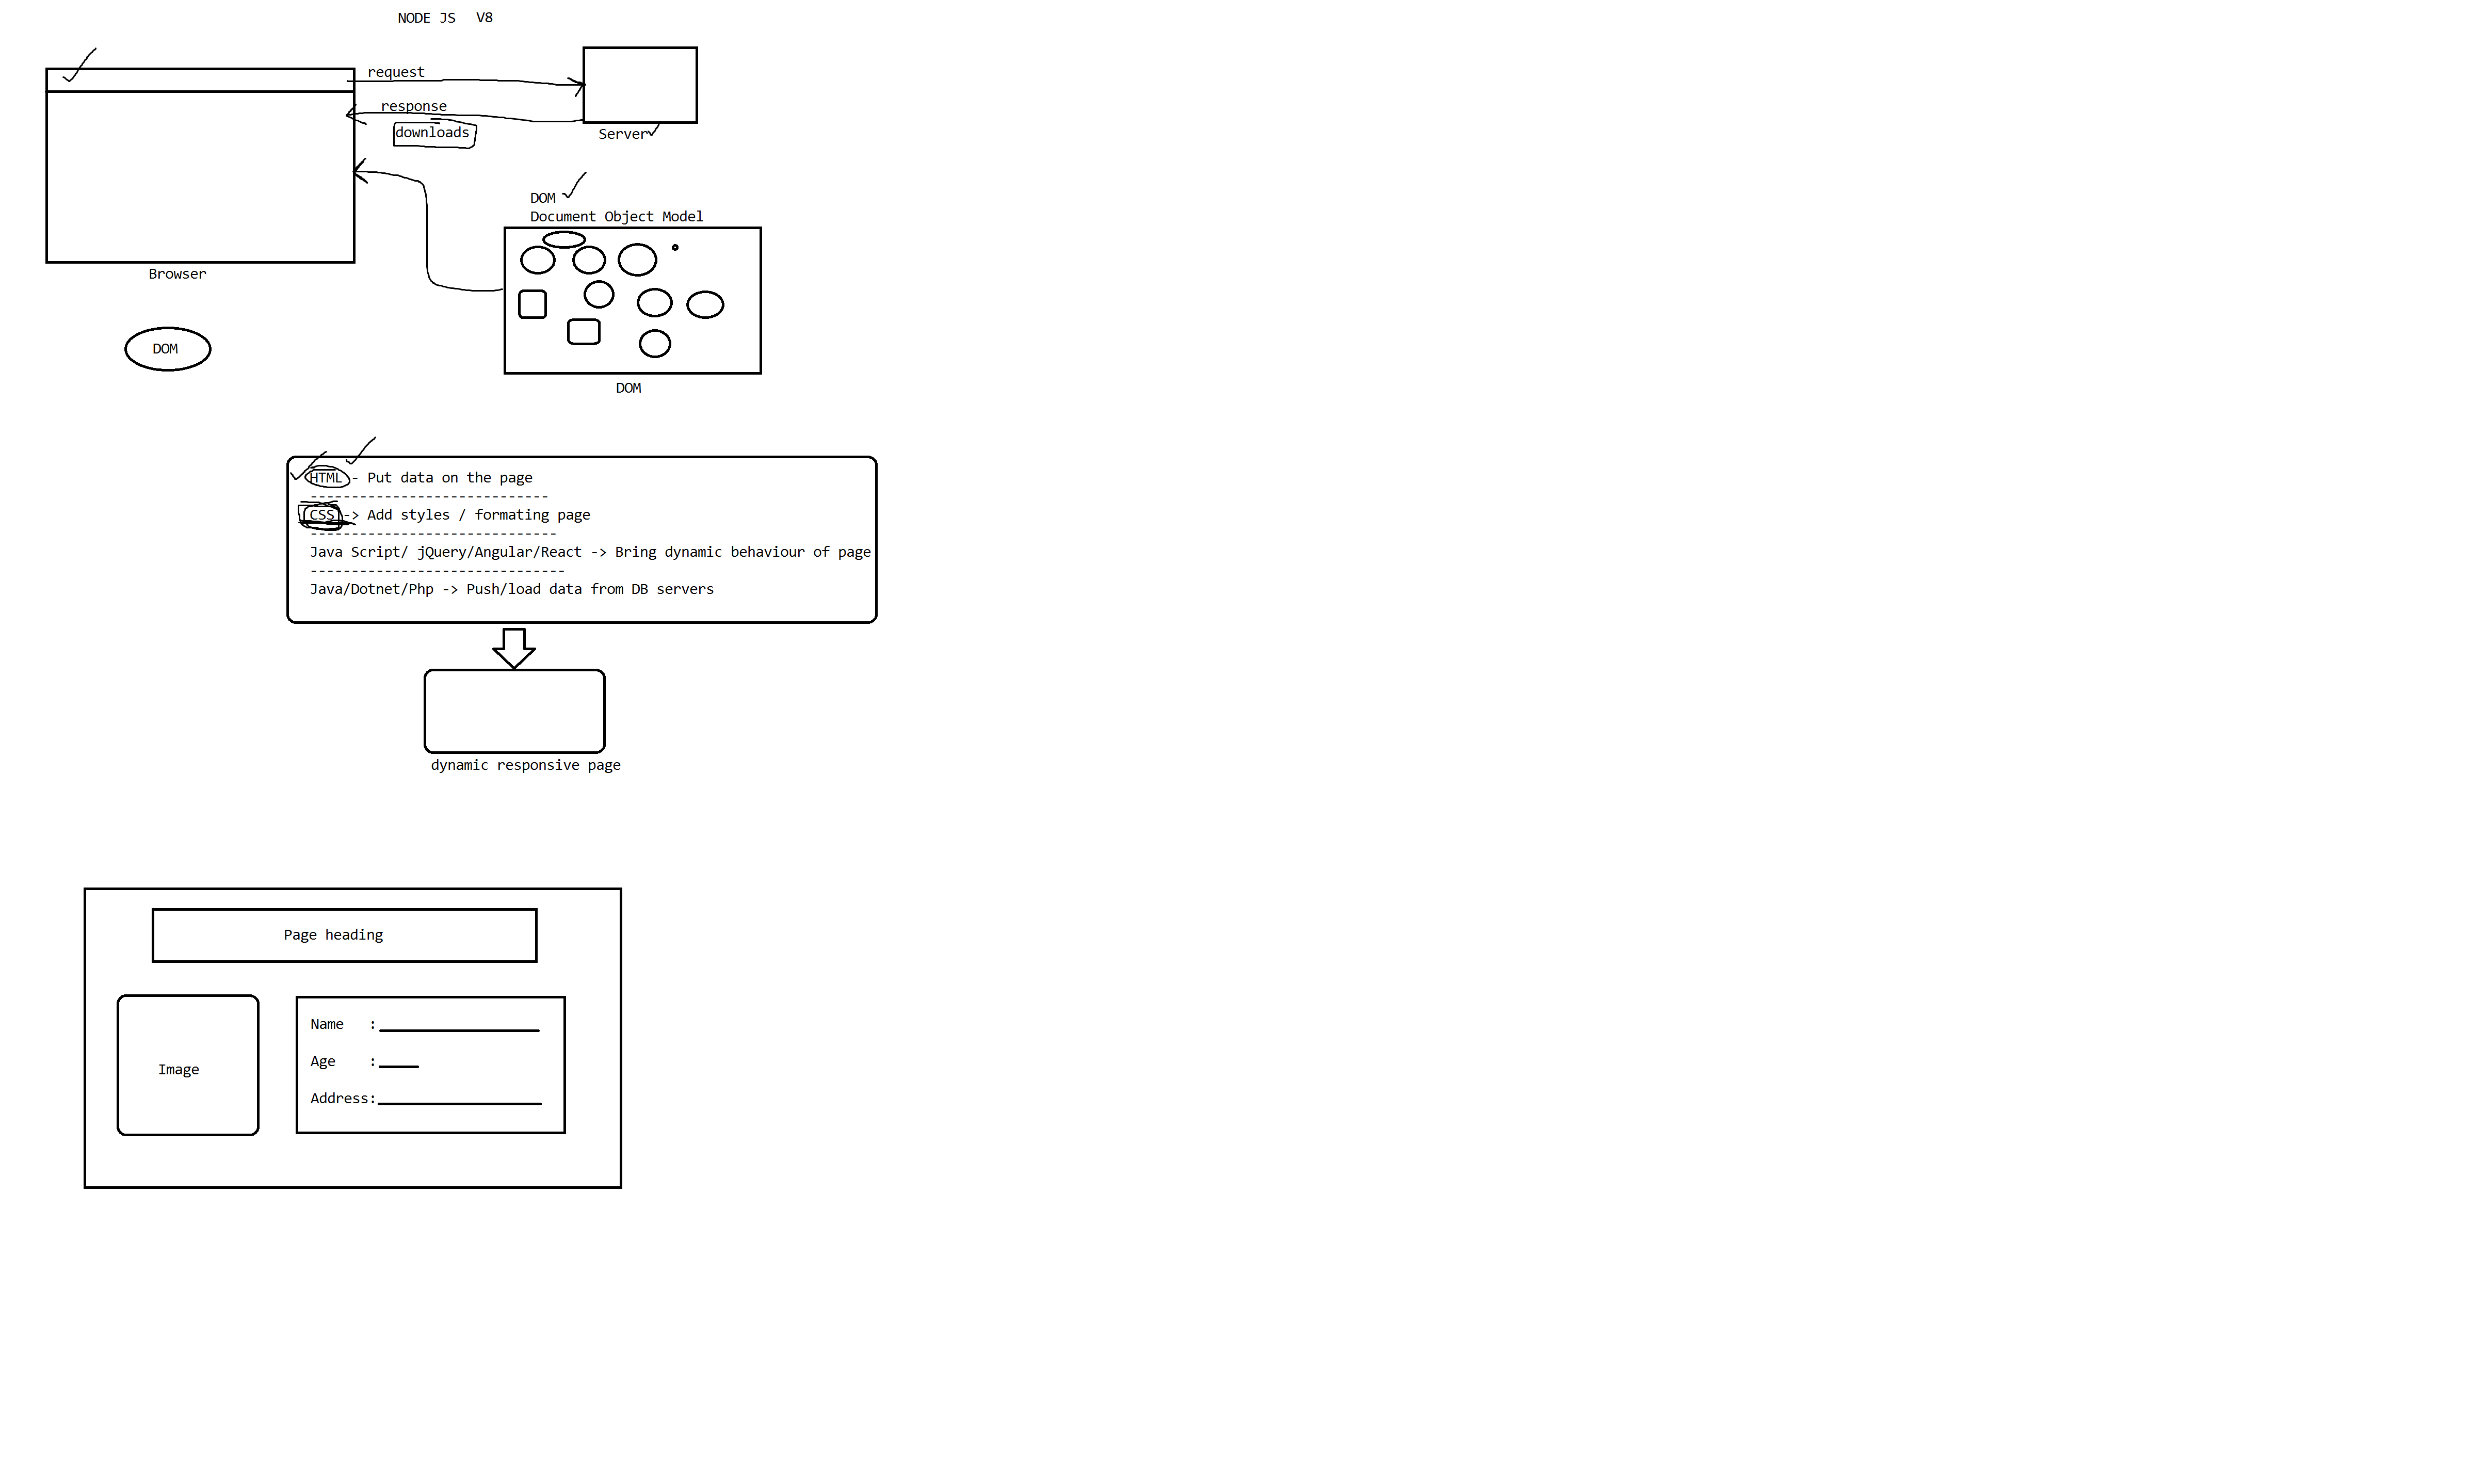 NODE JS V8
request
response
downloads
Server
DOM
Document Object Model
Browser
DOM
DOM
HTML - Put data on the page
-----------------------------
CSS -> Add styles / formating page
------------------------------
Java Script/ jQuery/Angular/React -> Bring dynamic behaviour of page
-------------------------------
Java/Dotnet/Php -> Push/load data from DB servers
dynamic responsive page
Page heading
Image
Name :
Age :
Address: